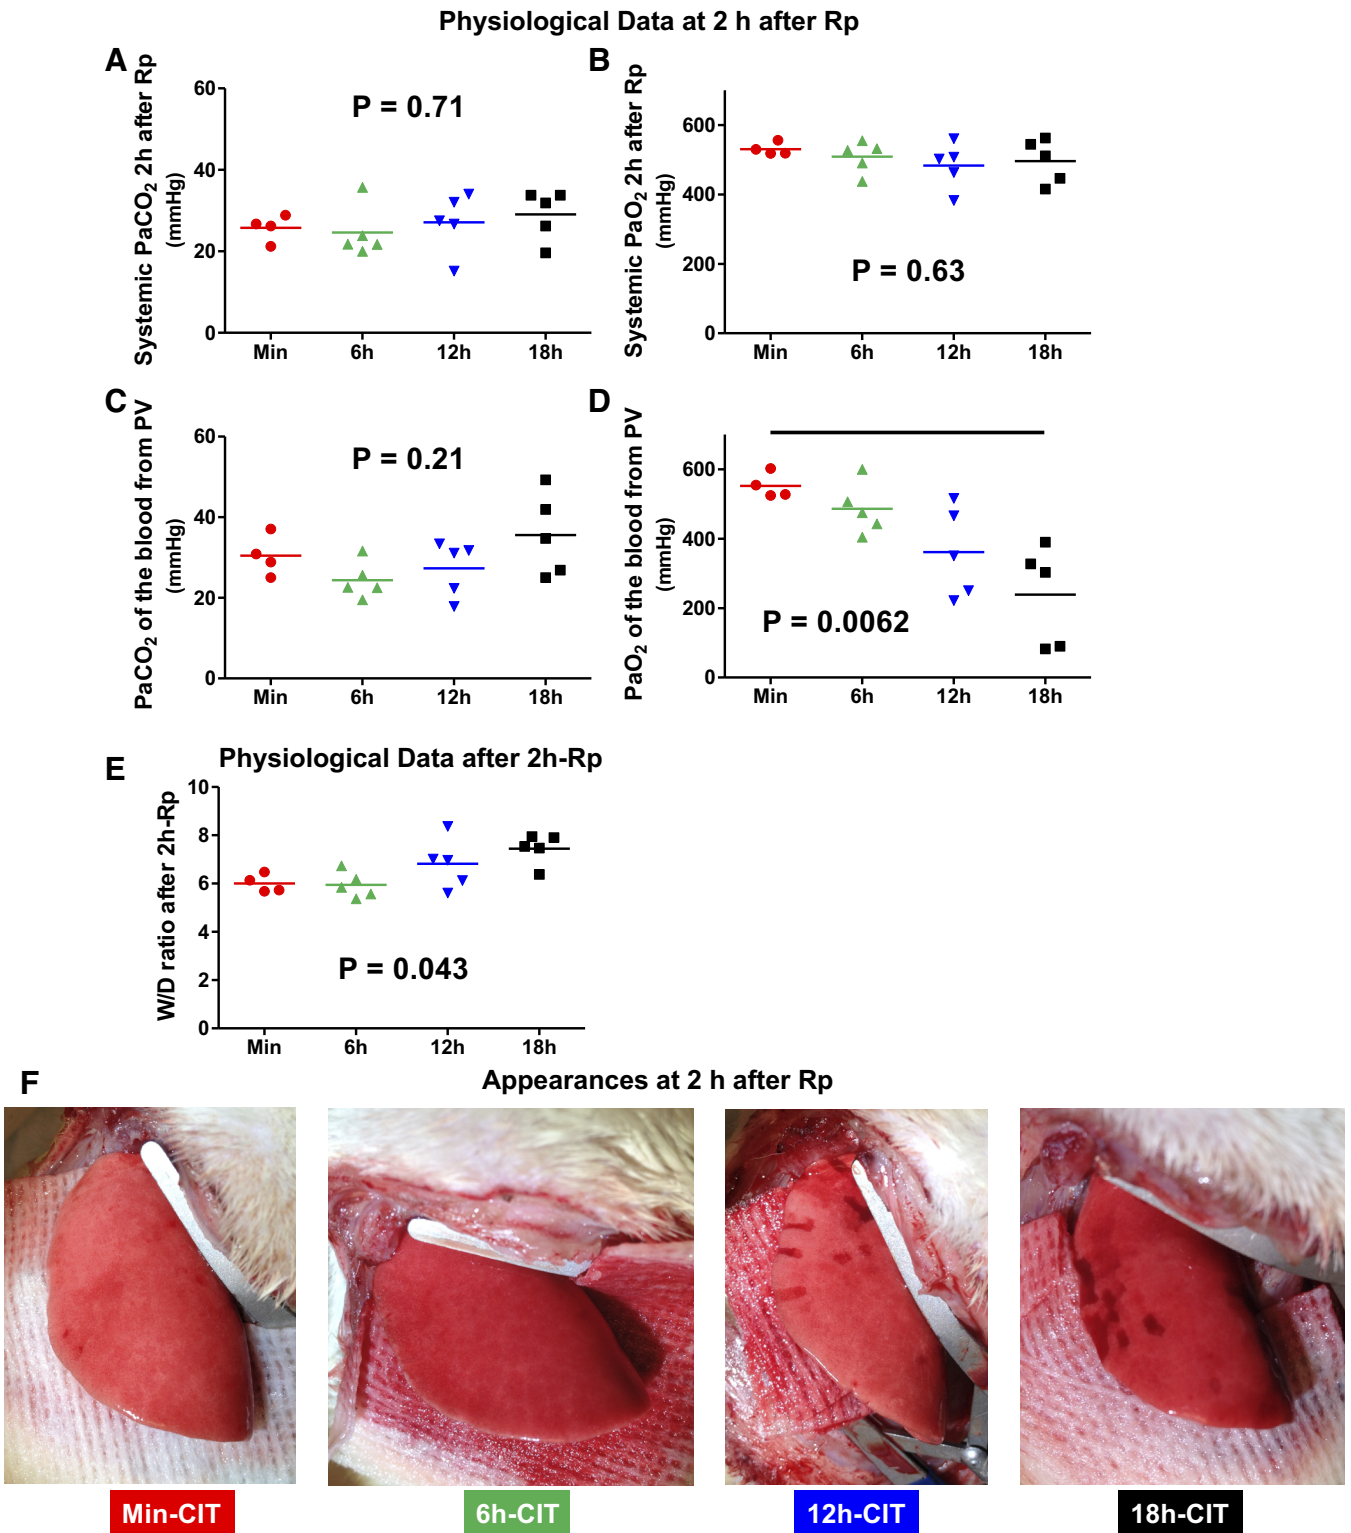 Physiological Data at 2 h after Rp
A
Systemic PaCO2 2h after Rp
(mmHg)
60
40
20
0
P = 0.71
Min 6h 12h 18h
B
Systemic PaO2 2h after Rp
(mmHg)
600
400
200
0
P = 0.63
Min 6h 12h 18h
C
PaCO2 of the blood from PV
(mmHg)
60
40
20
0
P = 0.21
Min 6h 12h 18h
D
PaO2 of the blood from PV
(mmHg)
600
400
200
0
P = 0.0062
Min 6h 12h 18h
E
Physiological Data after 2h-Rp
W/D ratio after 2h-Rp
10
8
6
4
2
0
P = 0.043
Min 6h 12h 18h
F
Appearances at 2 h after Rp
Min-CIT
6h-CIT
12h-CIT
18h-CIT